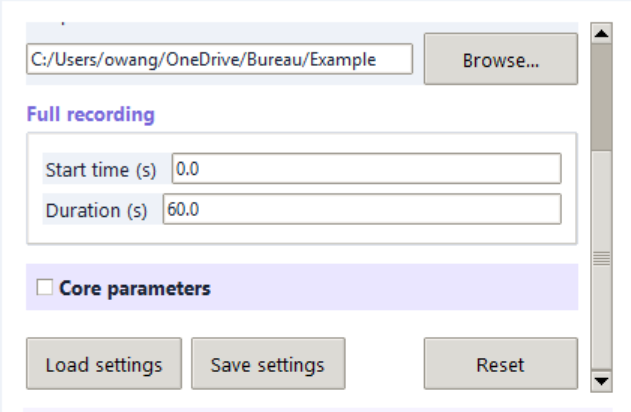 C:/Users/owang/OneDrive/Bureau/Example
Browse...
Full recording
Start time (s) 0.0
Duration (s) 60.0
Core parameters
Load settings Save settings Reset